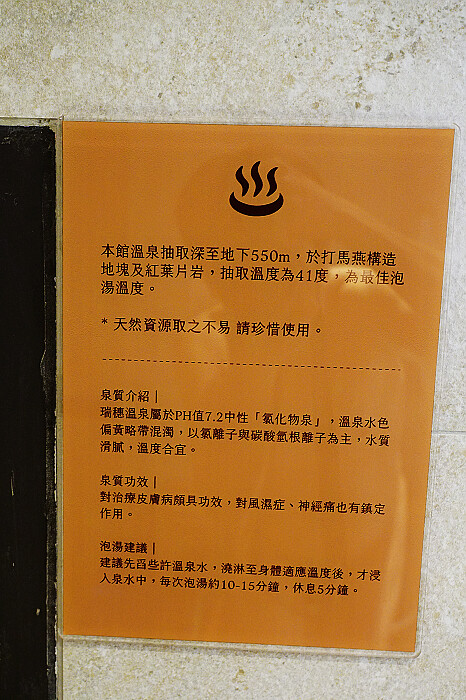 本館溫泉抽取深至地下550m，於打馬燕構造
地塊及紅葉片岩，抽取溫度為41度，為最佳泡
湯溫度。
* 天然資源取之不易 請珍惜使用。
泉質介紹|
瑞穗溫泉屬於PH值7.2中性「氯化物泉」，溫泉水色
偏黃略帶混濁，以氯離子與碳酸氫根離子為主，水質
滑膩，溫度合宜。
泉質功效|
對治療皮膚病頗具功效，對風濕症、神經痛也有鎮定
作用。
泡湯建議|
建議先舀些許溫泉水，澆淋至身體適應溫度後，才浸
入泉水中，每次泡湯約10-15分鐘，休息5分鐘。